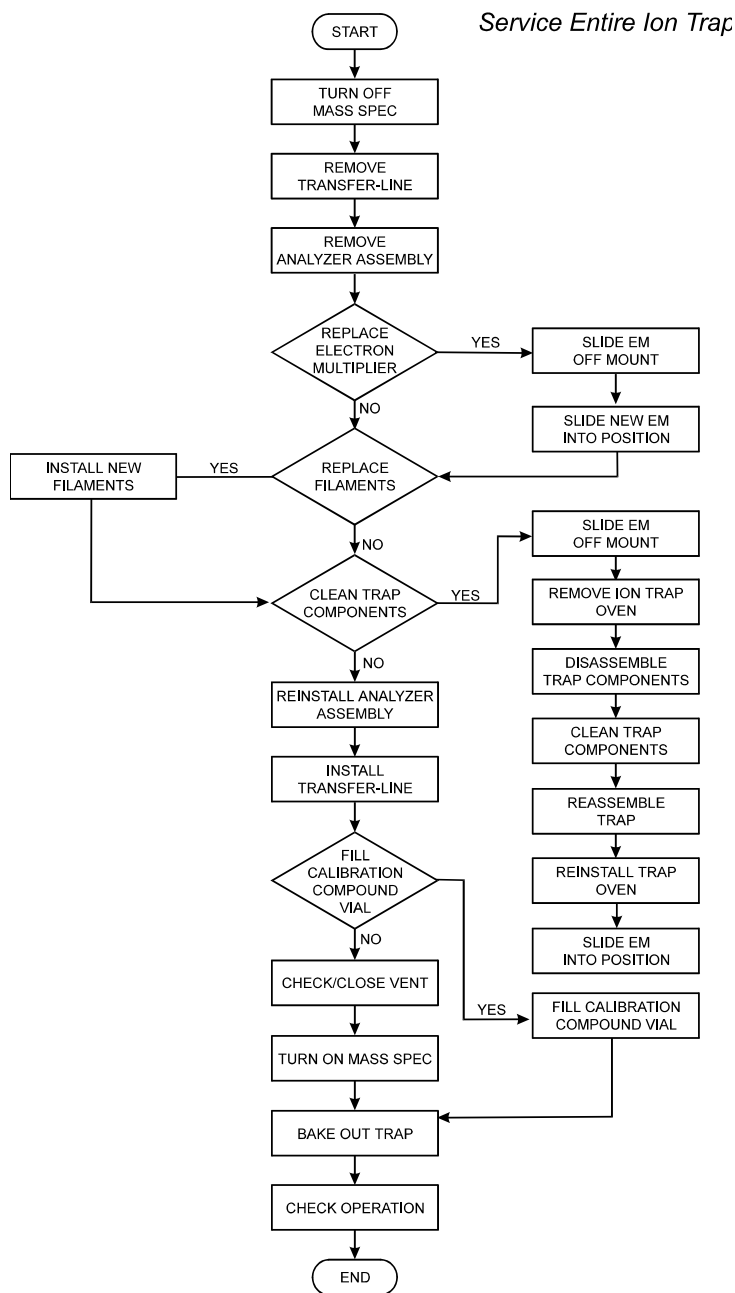 Service Entire Ion Trap
START
TURN OFF
MASS SPEC
REMOVE
TRANSFER-LINE
REMOVE
ANALYZER ASSEMBLY
REPLACE
ELECTRON
MULTIPLIER
YES
SLIDE EM
OFF MOUNT
NO
SLIDE NEW EM
INTO POSITION
INSTALL NEW
FILAMENTS
YES
REPLACE
FILAMENTS
NO
SLIDE EM
OFF MOUNT
CLEAN TRAP
COMPONENTS
YES
REMOVE ION TRAP
OVEN
NO
DISASSEMBLE
TRAP COMPONENTS
REINSTALL ANALYZER
ASSEMBLY
CLEAN TRAP
COMPONENTS
INSTALL
TRANSFER-LINE
REASSEMBLE
TRAP
FILL
CALIBRATION
COMPOUND
VIAL
REINSTALL TRAP
OVEN
NO
SLIDE EM
INTO POSITION
CHECK/CLOSE VENT
YES
FILL CALIBRATION
COMPOUND VIAL
TURN ON MASS SPEC
BAKE OUT TRAP
CHECK OPERATION
END